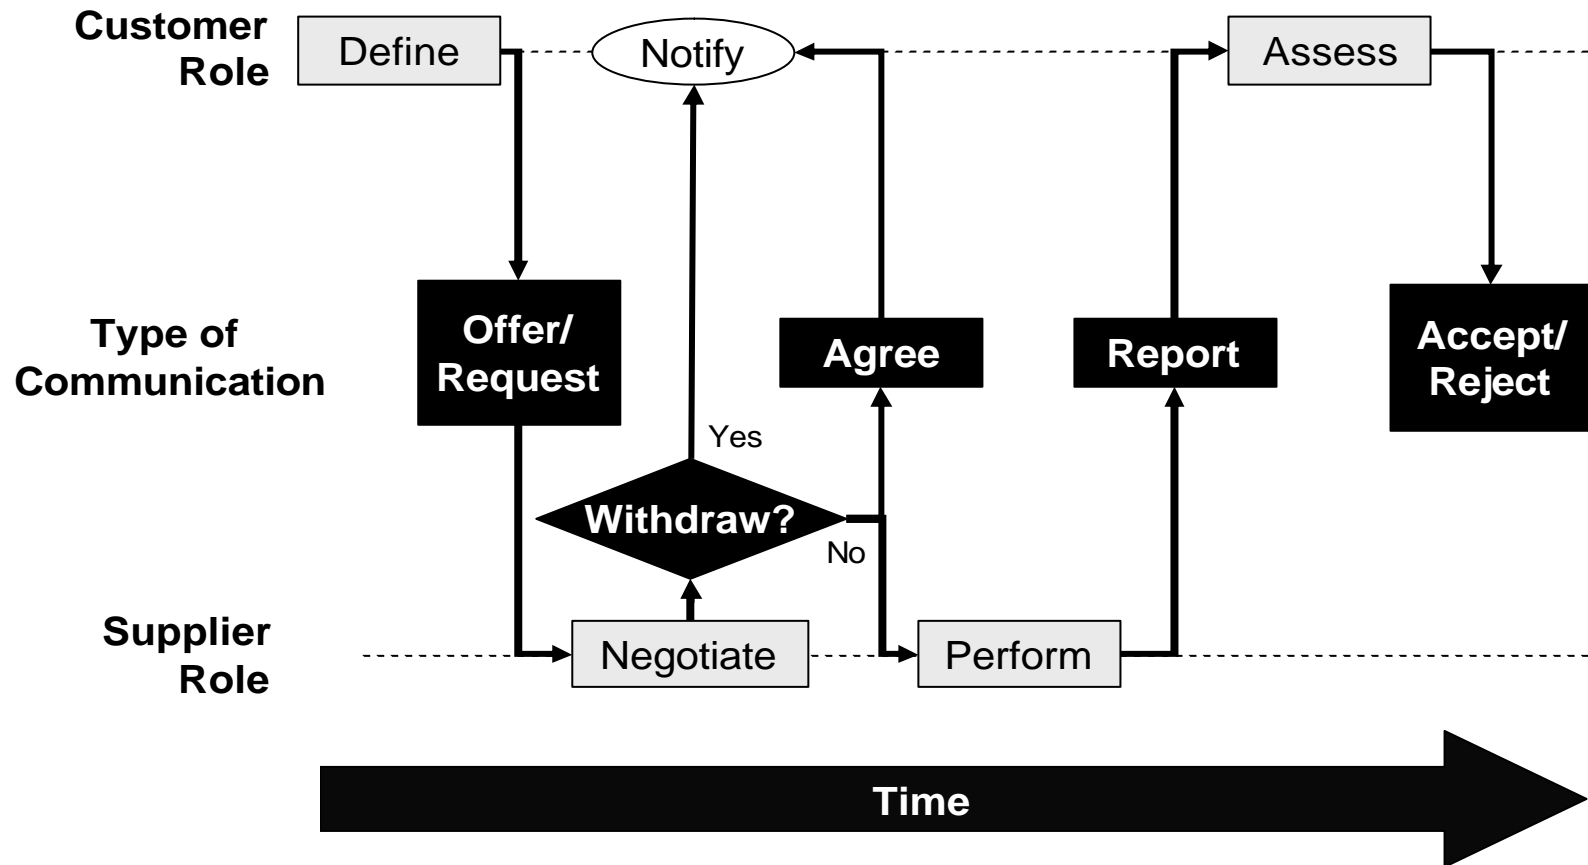 Customer
Role
Define
Notify
Assess
Type of
Communication
Offer/
Request
Agree
Report
Accept/
Reject
Yes
Withdraw?
No
Supplier
Role
Negotiate
Perform
Time